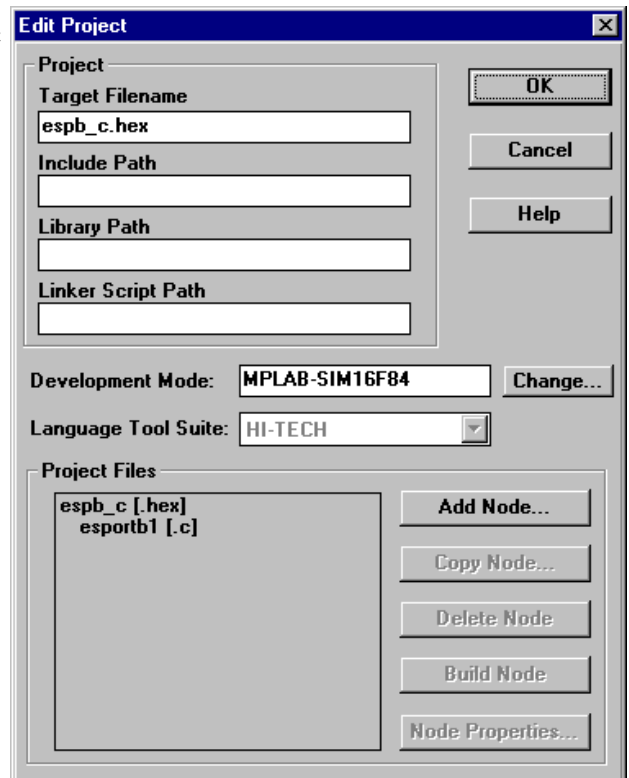 Edit Project
Project
Target Filename
espb_c.hex
Include Path
Library Path
Linker Script Path
OK
Cancel
Help
Development Mode: MPLAB-SIM16F84 Change...
Language Tool Suite: HI-TECH
Project Files
espb_c [.hex]
esportb1 [.c]
Add Node...
Copy Node...
Delete Node
Build Node
Node Properties...